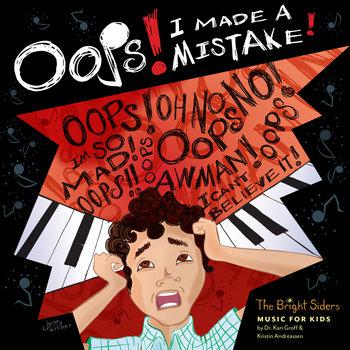 OOPS! I MADE A
MISTAKE!
OOPS! OH NO NO!
I'M SO
MAD!
OOPS
OOPS
NO
OOPS!!
AW MAN!
OOPS.
I CAN'T
BELIEVE IT!
The Bright Siders
MUSIC FOR KIDS
by Dr. Kari Groff &
Kristin Andreassen